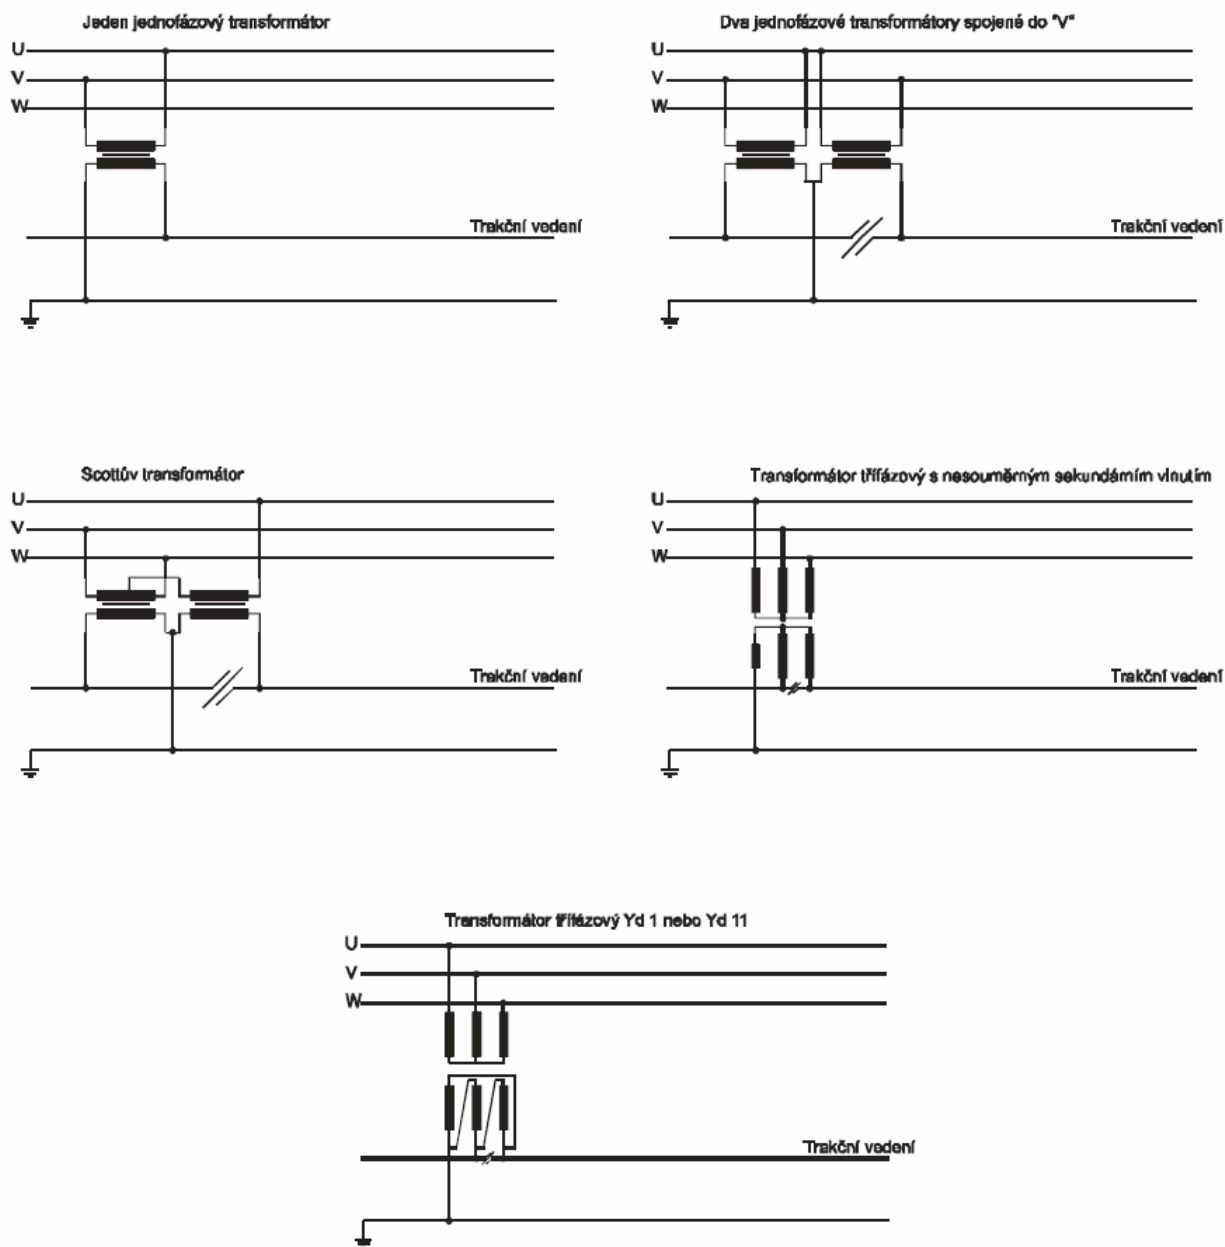 Jeden jednofázový transformátor
U
V
W
Trakční vedení
Dva jednofázové transformátory spojené do "V"
U
V
W
Trakční vedení
Scottův transformátor
U
V
W
Trakční vedení
Transformátor třífázový s nesouměrným sekundárním vinutím
U
V
W
Trakční vedení
Transformátor třífázový Yd 1 nebo Yd 11
U
V
W
Trakční vedení